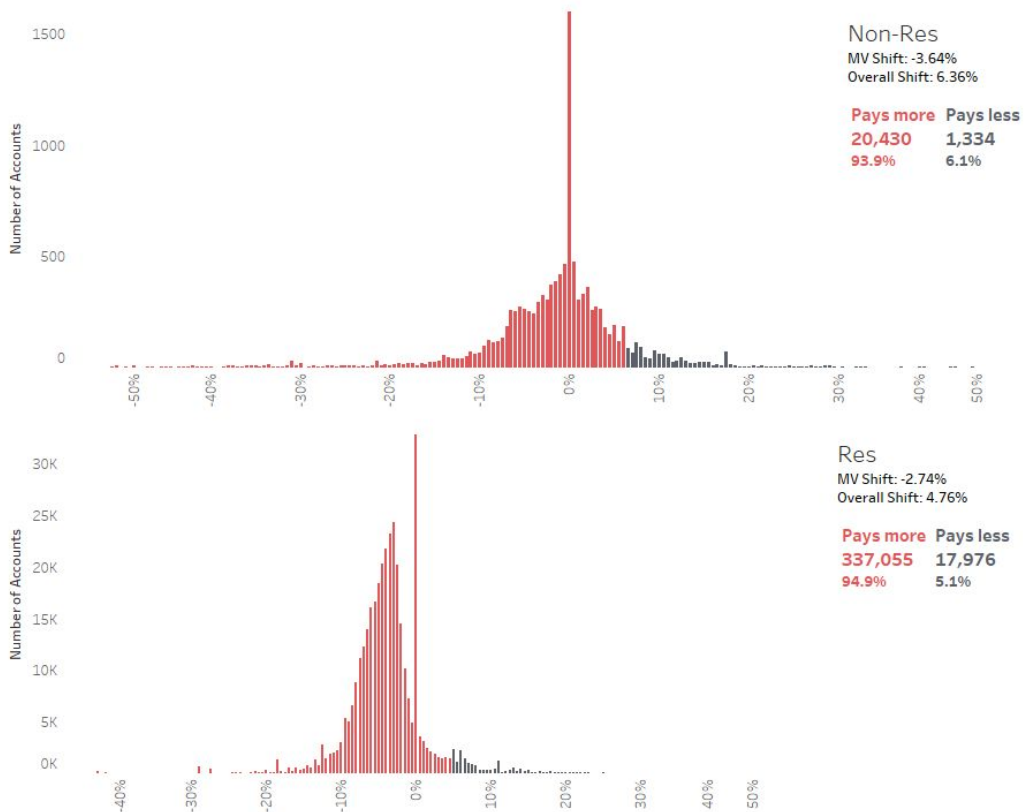 Non-Res
MV Shift: -3.64%
Overall Shift: 6.36%
Pays more Pays less
20,430 1,334
93.9% 6.1%
Number of Accounts
1500
1000
500
0
-50% -40% -30% -20% -10% 0% 10% 20% 30% 40% 50%
Res
MV Shift: -2.74%
Overall Shift: 4.76%
Pays more Pays less
337,055 17,976
94.9% 5.1%
Number of Accounts
30K
25K
20K
15K
10K
5K
0K
-40% -30% -20% -10% 0% 10% 20% 30% 40% 50%